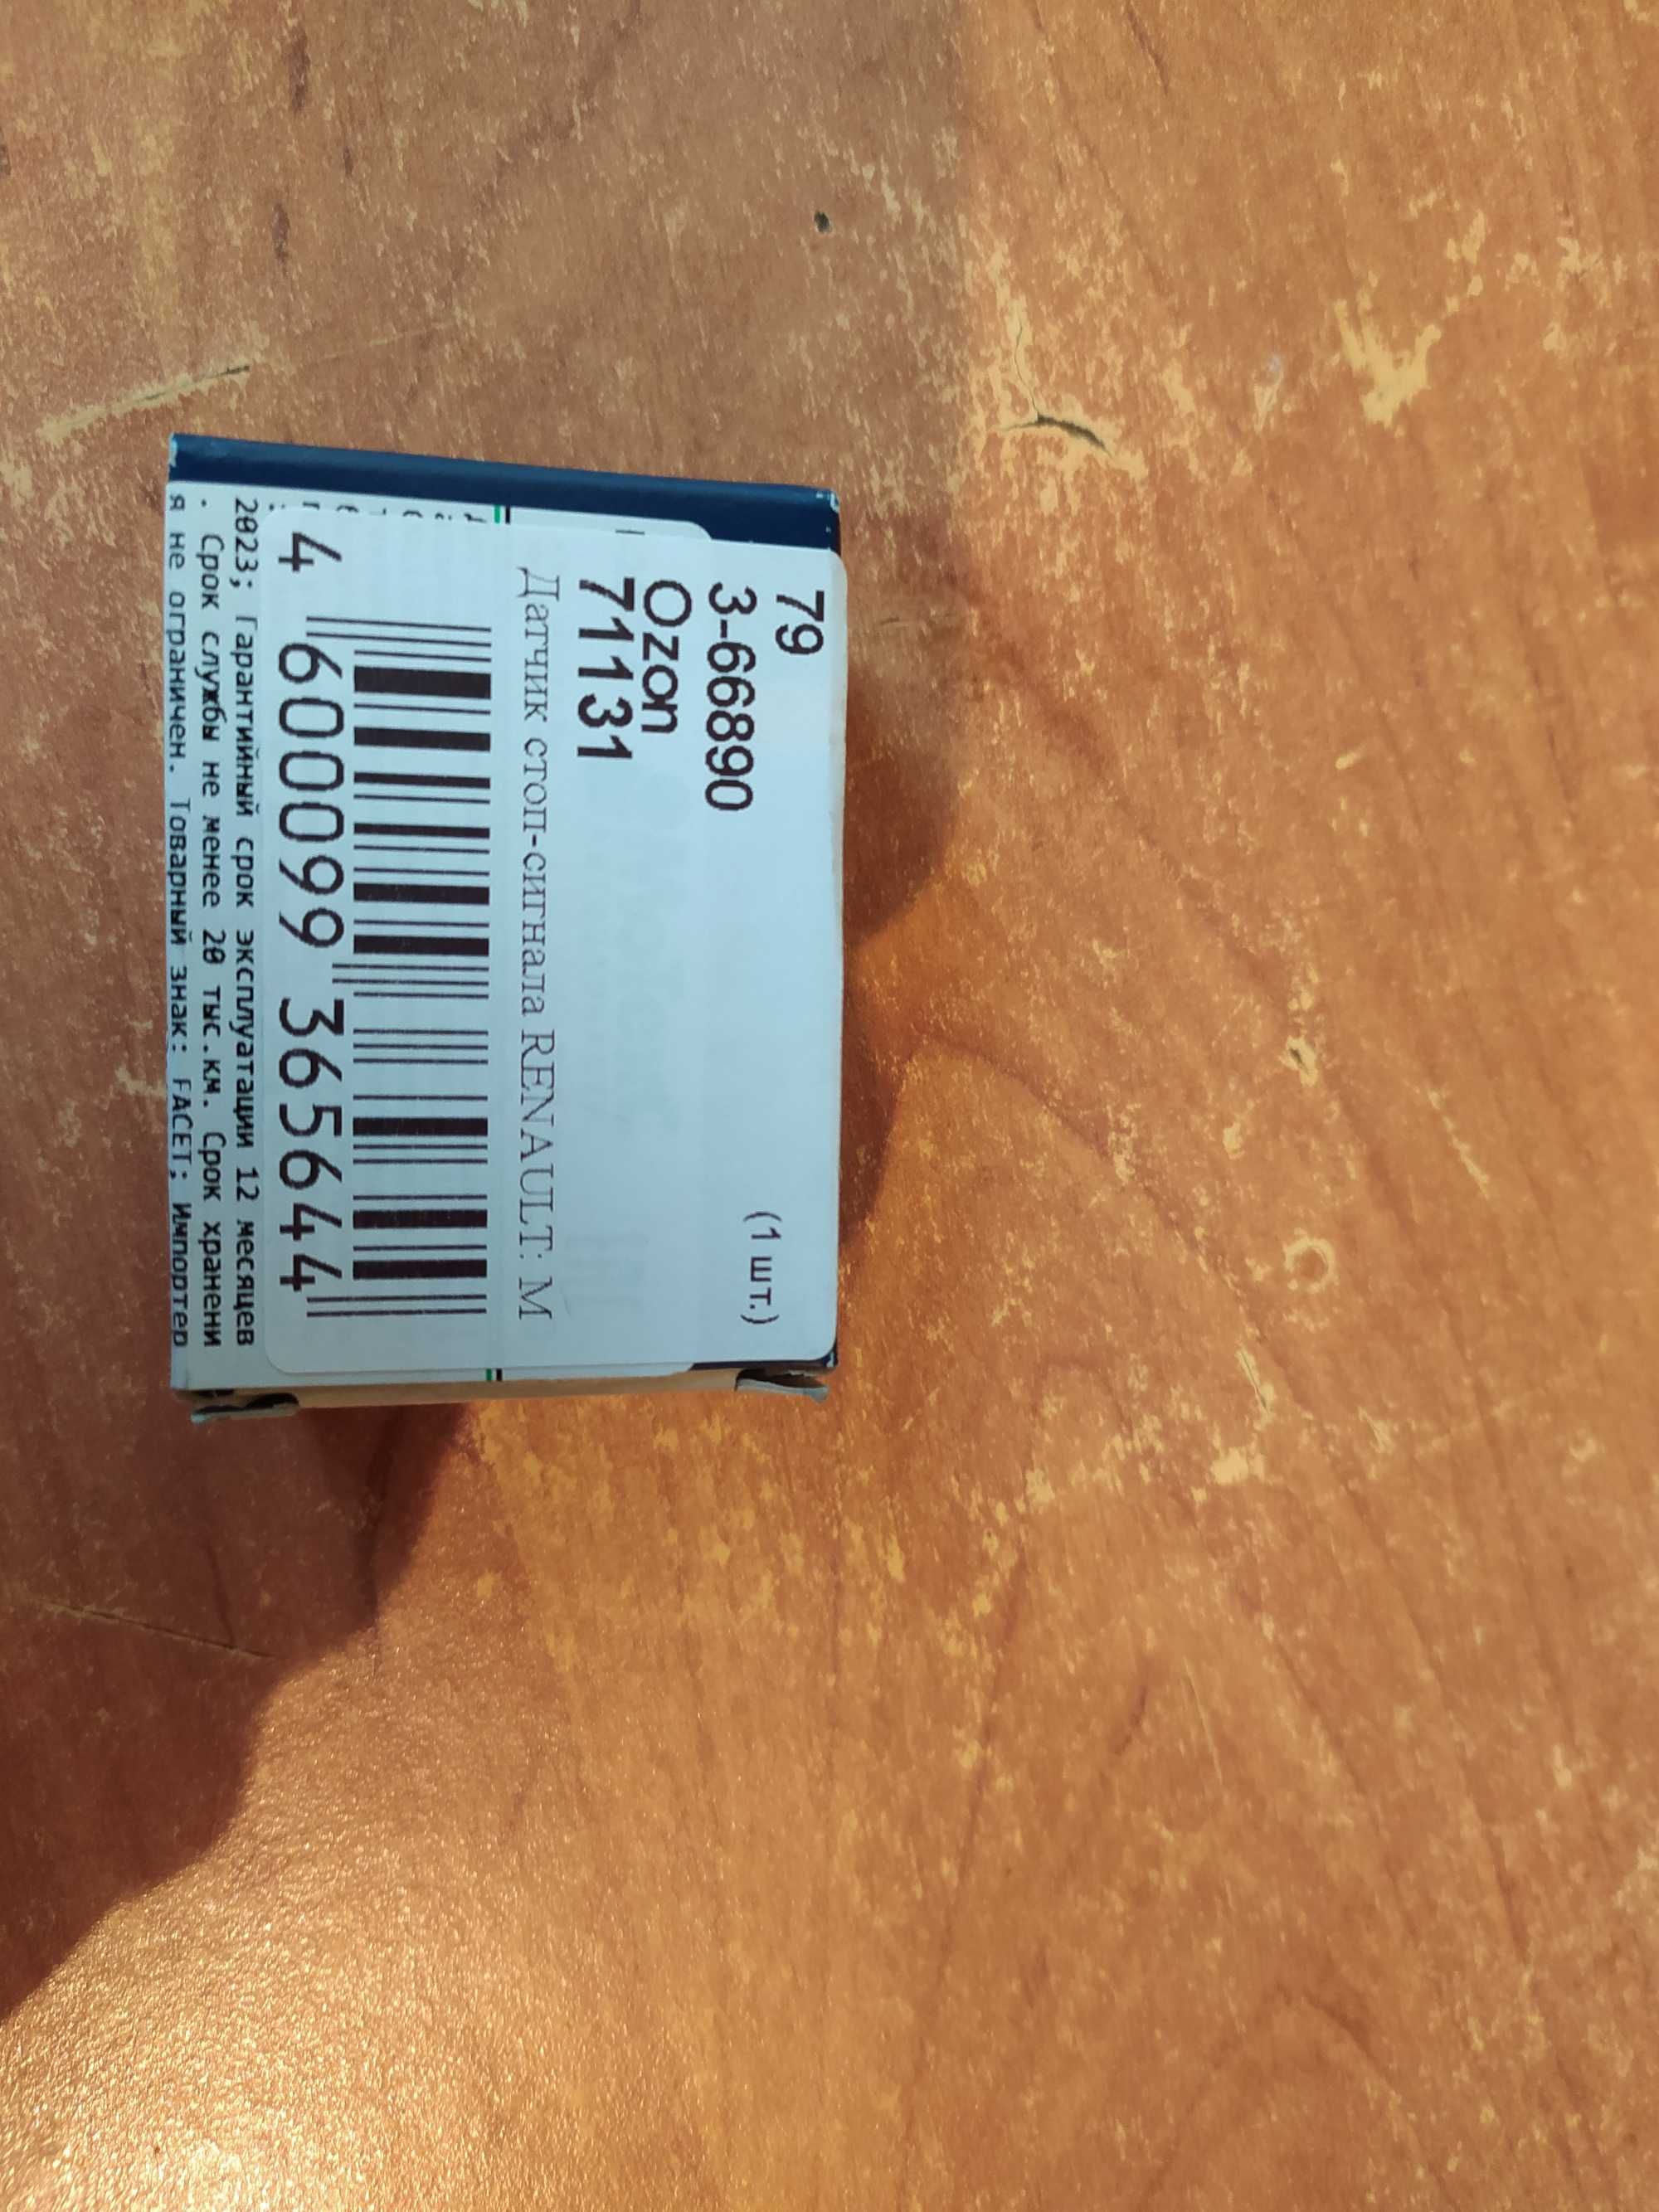 79
3-66890
(1 шт.)
Ozon
71131
Датчик стоп-сигнала RENAULT: M
4 600099 365644
2023; Гарантийный срок эксплуатации 12 месяцев
. Срок службы не менее 20 тыс.км. Срок хранени
я не ограничен. Товарный знак: FACET; Импортер